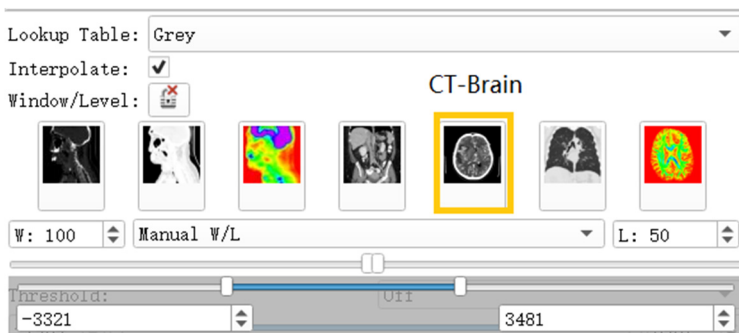 Lookup Table: Grey
Interpolate:
CT-Brain
Window/Level:
W: 100 Manual W/L L: 50
Threshold: Off
-3321 3481